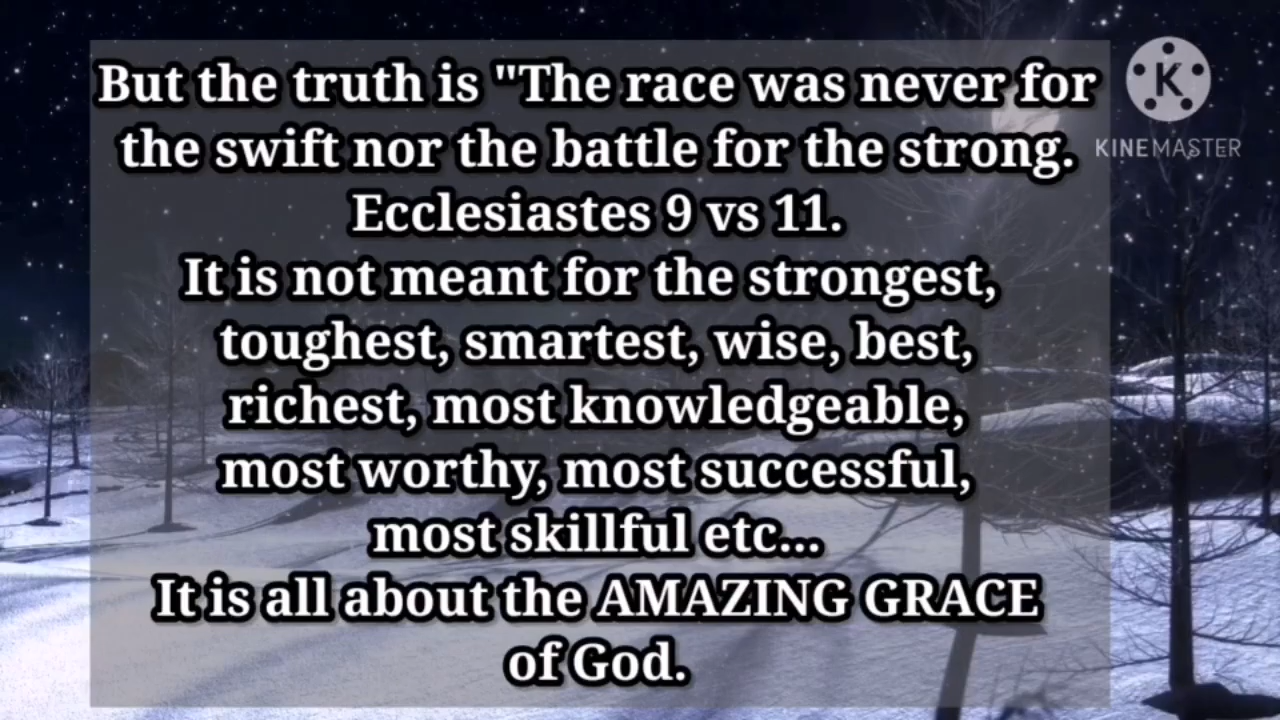 But the truth is "The race was never for
the swift nor the battle for the strong.
Ecclesiastes 9 vs 11.
It is not meant for the strongest,
toughest, smartest, wise, best,
richest, most knowledgeable,
most worthy, most successful,
most skillful etc...
It is all about the AMAZING GRACE
of God.
K
KINEMASTER